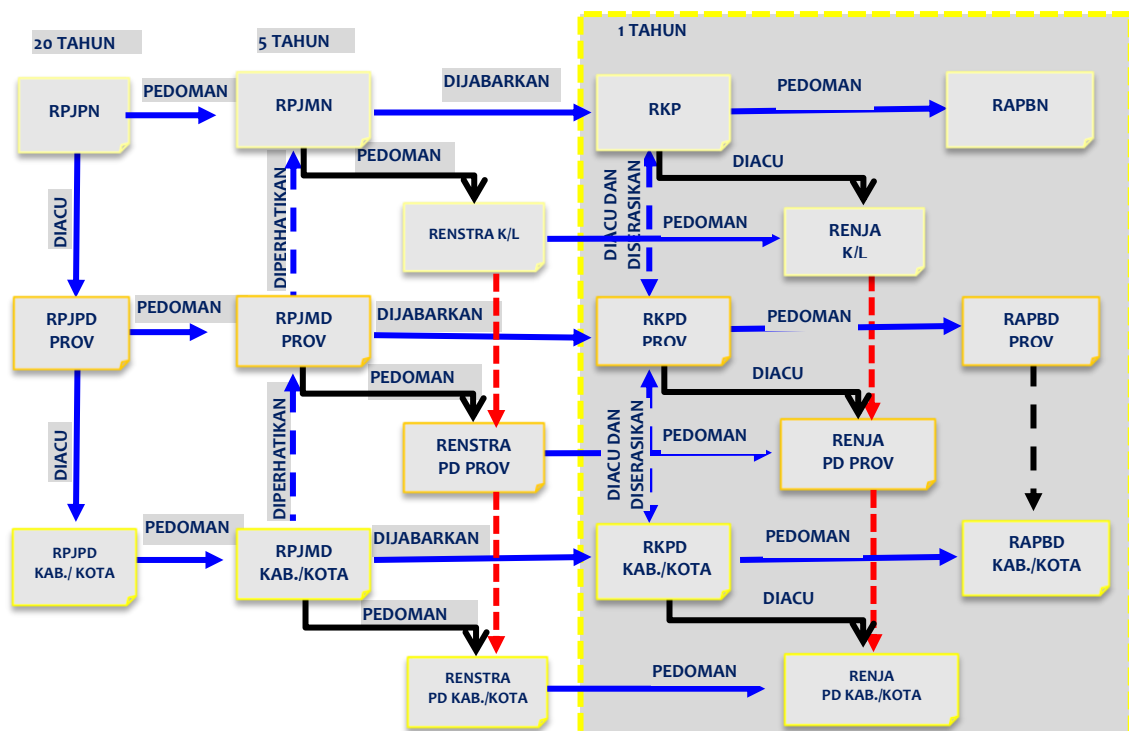 20 TAHUN
5 TAHUN
1 TAHUN
RPJPN
PEDOMAN
RPJMN
DIJABARKAN
RKP
PEDOMAN
RAPBN
DIACU
DIPERHATIKAN
PEDOMAN
RENSTRA K/L
DIACU DAN
DISERASIKAN
DIACU
PEDOMAN
RENJA
K/L
RPJPD
PROV
PEDOMAN
RPJMD
PROV
DIJABARKAN
RKPD
PROV
PEDOMAN
RAPBD
PROV
DIACU
DIPERHATIKAN
PEDOMAN
RENSTRA
PD PROV
DIACU DAN
DISERASIKAN
DIACU
PEDOMAN
RENJA
PD PROV
RPJPD
KAB./ KOTA
PEDOMAN
RPJMD
KAB./KOTA
DIJABARKAN
RKPD
KAB./KOTA
PEDOMAN
RAPBD
KAB./KOTA
PEDOMAN
RENSTRA
PD KAB./KOTA
DIACU
PEDOMAN
RENJA
PD KAB./KOTA